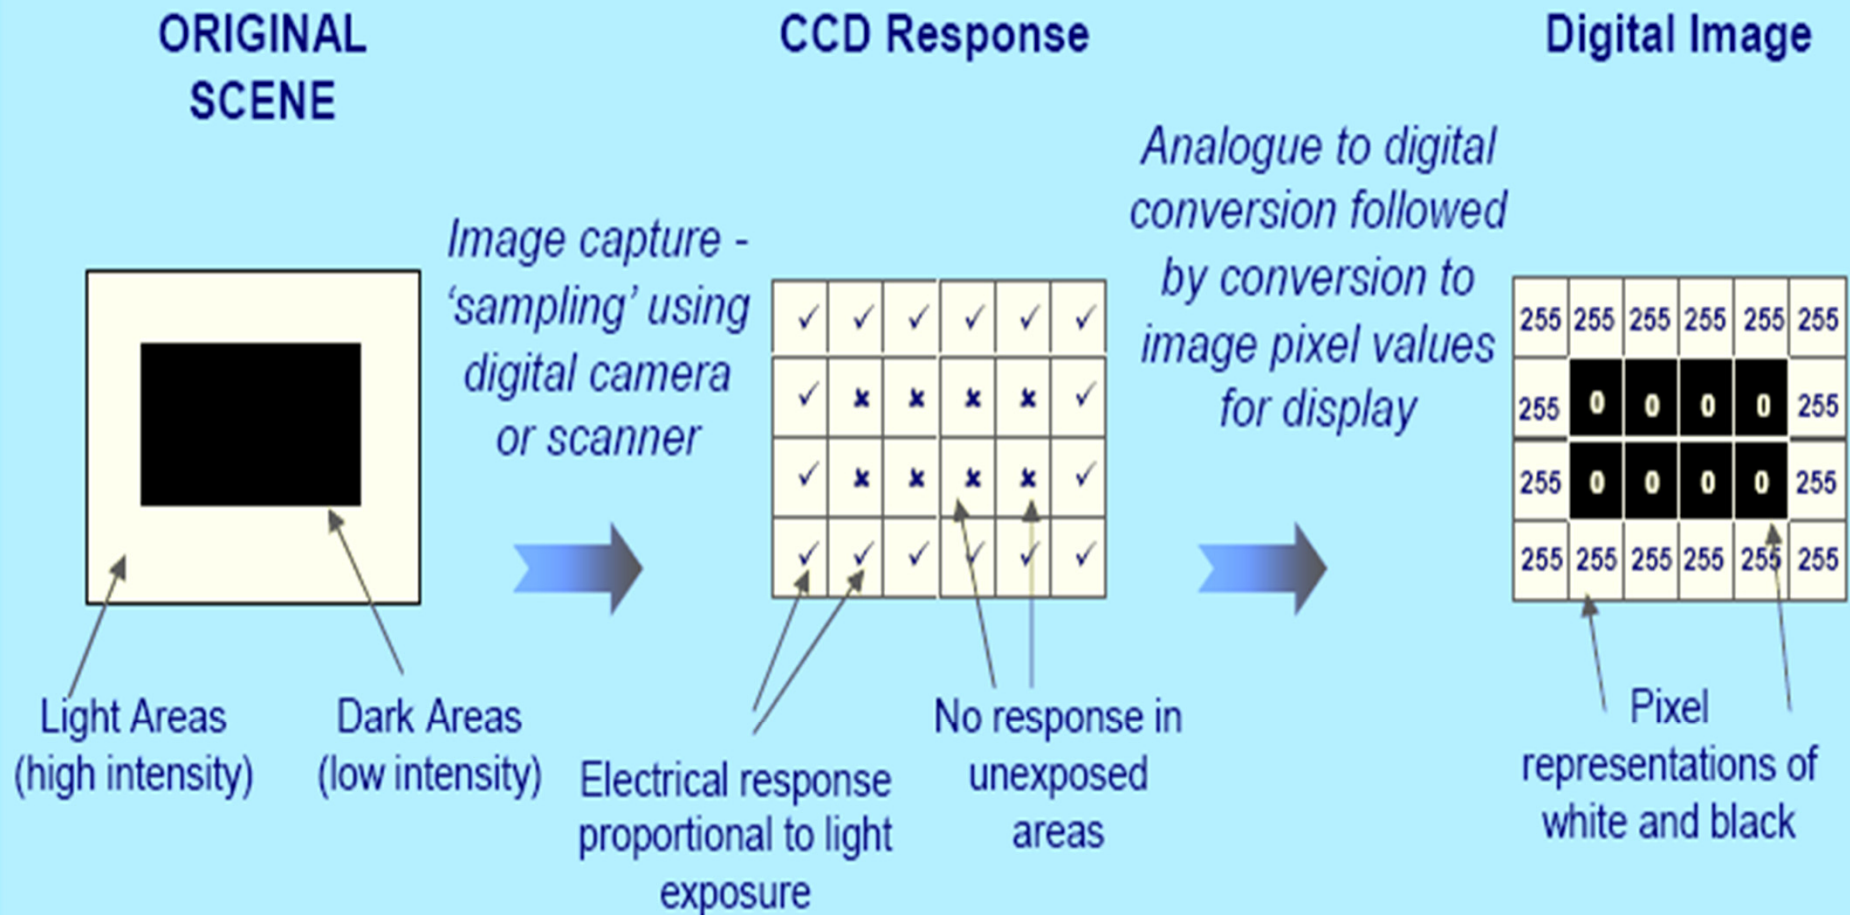 ORIGINAL
SCENE
CCD Response
Digital Image
Image capture -
‘sampling’ using
digital camera
or scanner
Analogue to digital
conversion followed
by conversion to
image pixel values
for display
✓ ✓ ✓ ✓ ✓ ✓
✓ ✘ ✘ ✘ ✘ ✓
✓ ✘ ✘ ✘ ✘ ✓
✓ ✓ ✓ ✓ ✓ ✓
255 255 255 255 255 255
255 0 0 0 0 255
255 0 0 0 0 255
255 255 255 255 255 255
Light Areas
(high intensity)
Dark Areas
(low intensity)
Electrical response
proportional to light
exposure
No response in
unexposed
areas
Pixel
representations of
white and black